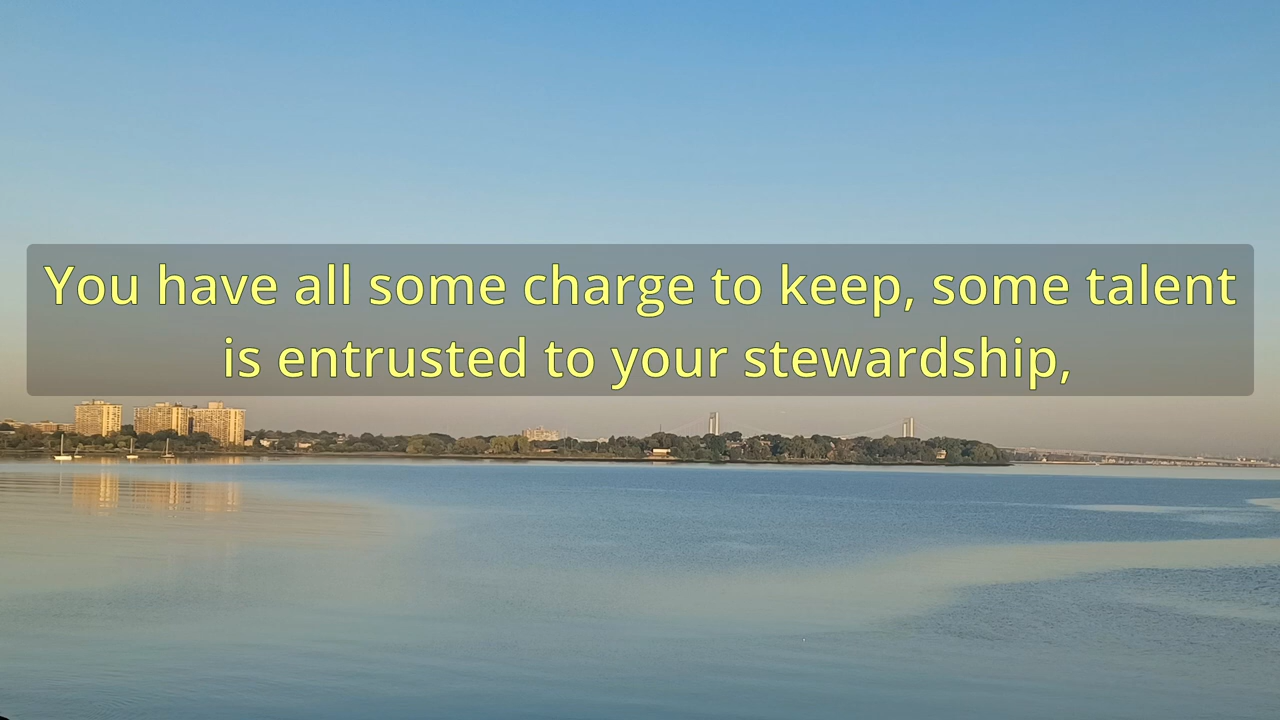 You have all some charge to keep, some talent
is entrusted to your stewardship,